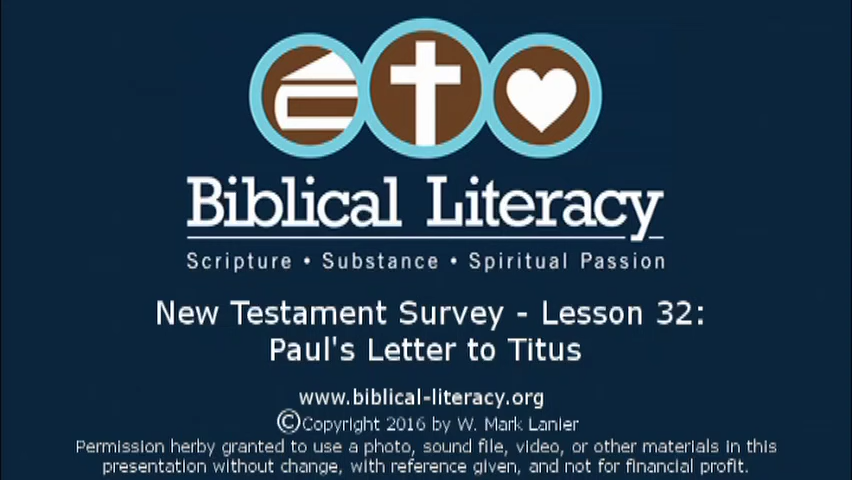 Biblical Literacy
Scripture • Substance • Spiritual Passion
New Testament Survey - Lesson 32:
Paul's Letter to Titus
www.biblical-literacy.org
©Copyright 2016 by W. Mark Lanier
Permission herby granted to use a photo, sound file, video, or other materials in this
presentation without change, with reference given, and not for financial profit.